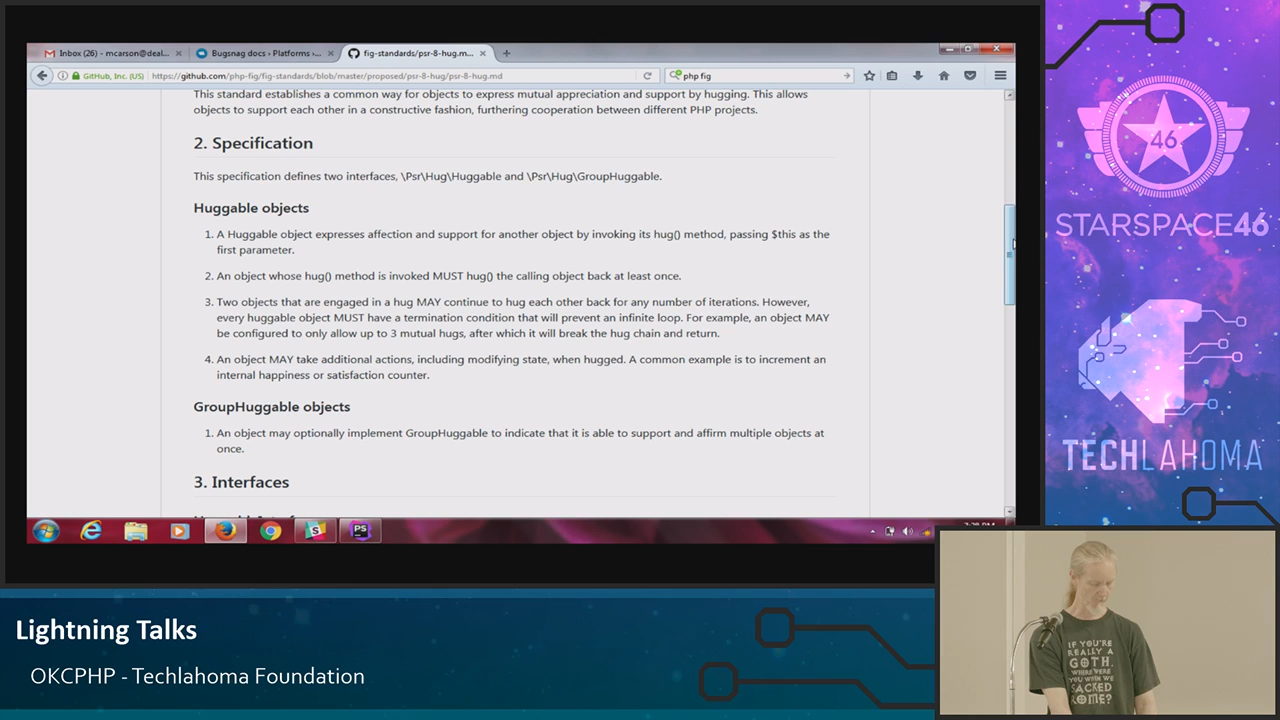 Inbox (26) - mcarson@deal...
Bugsnag docs › Platforms ›...
fig-standards/psr-8-hug.m...
GitHub, Inc. (US)
https://github.com/php-fig/fig-standards/blob/master/proposed/psr-8-hug/psr-8-hug.md
php fig
This standard establishes a common way for objects to express mutual appreciation and support by hugging. This allows
objects to support each other in a constructive fashion, furthering cooperation between different PHP projects.
2. Specification
This specification defines two interfaces, \Psr\Hug\Huggable and \Psr\Hug\GroupHuggable.
Huggable objects
1. A Huggable object expresses affection and support for another object by invoking its hug() method, passing $this as the
first parameter.
2. An object whose hug() method is invoked MUST hug() the calling object back at least once.
3. Two objects that are engaged in a hug MAY continue to hug each other back for any number of iterations. However,
every huggable object MUST have a termination condition that will prevent an infinite loop. For example, an object MAY
be configured to only allow up to 3 mutual hugs, after which it will break the hug chain and return.
4. An object MAY take additional actions, including modifying state, when hugged. A common example is to increment an
internal happiness or satisfaction counter.
GroupHuggable objects
1. An object may optionally implement GroupHuggable to indicate that it is able to support and affirm multiple objects at
once.
3. Interfaces
46
STARSPACE46
TECHLAHOMA
Lightning Talks
OKCPHP - Techlahoma Foundation
IF YOU'RE
REALLY A
GOTH,
WHERE WERE
YOU WHEN WE
SACKED
ROME?